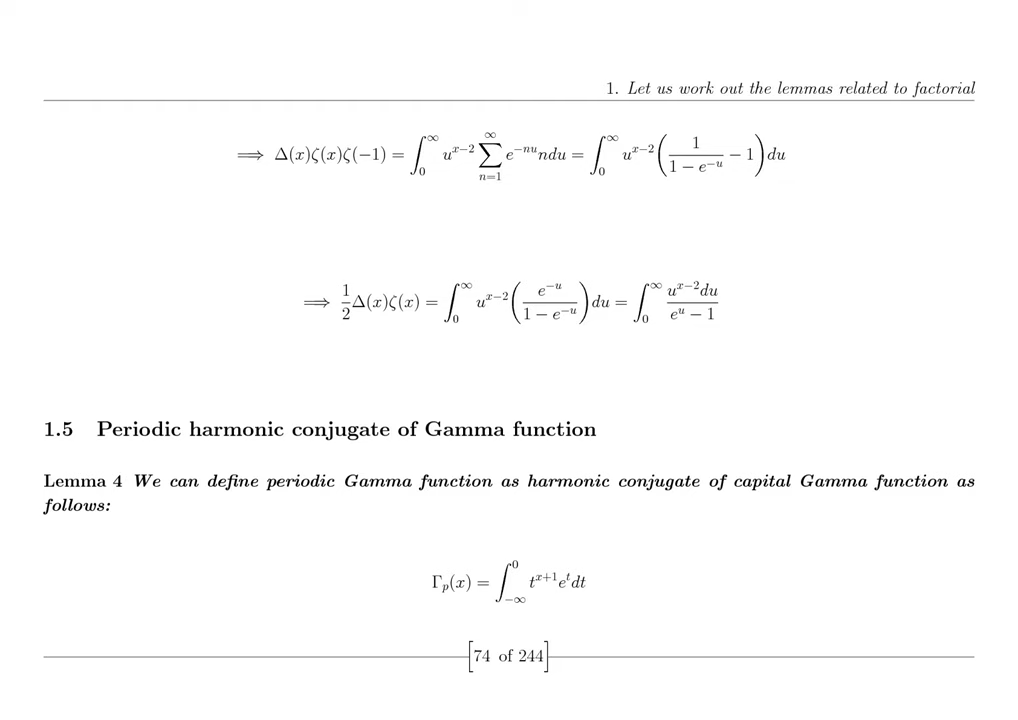 1. Let us work out the lemmas related to factorial
⟹ Δ(x)ζ(x)ζ(−1) = ∫_0^∞ u^{x−2} ∑_{n=1}^∞ e^{−nu} n du = ∫_0^∞ u^{x−2} ( 1/(1 − e^{−u}) − 1 ) du
⟹ 1/2 Δ(x)ζ(x) = ∫_0^∞ u^{x−2} ( e^{−u}/(1 − e^{−u}) ) du = ∫_0^∞ u^{x−2}du/(e^u − 1)
1.5 Periodic harmonic conjugate of Gamma function
Lemma 4 We can define periodic Gamma function as harmonic conjugate of capital Gamma function as
follows:
Γ_p(x) = ∫_{−∞}^0 t^{x+1} e^t dt
[74 of 244]